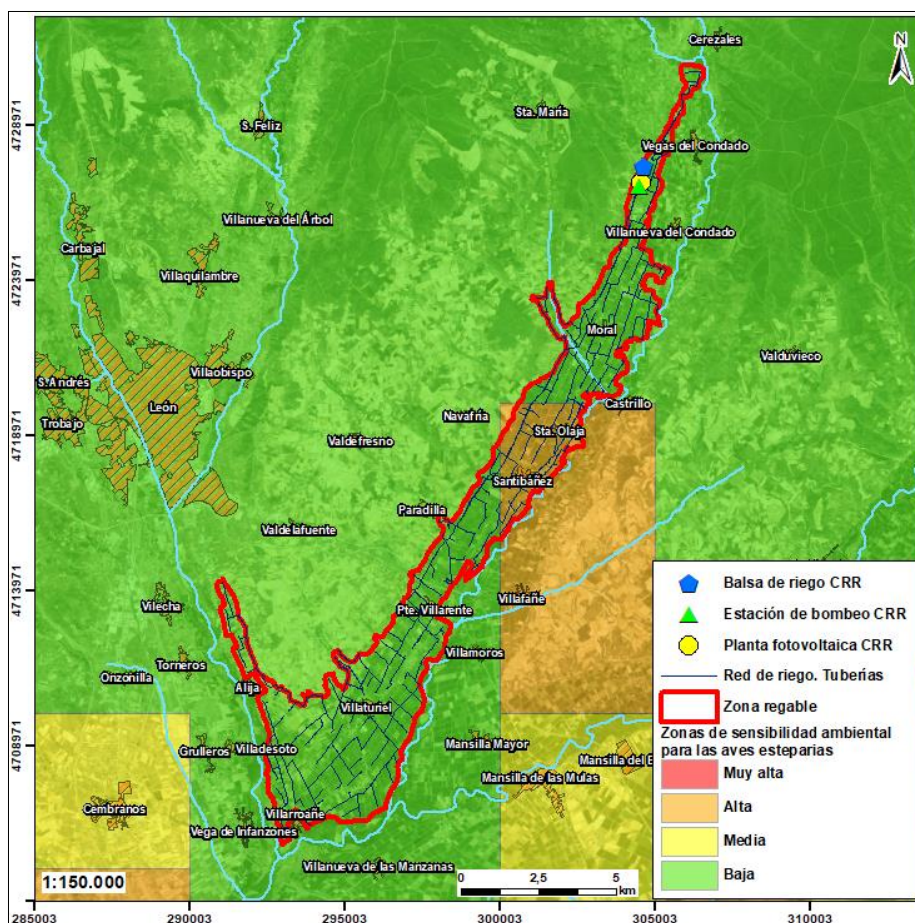 Cerezales
N
4728971
Sta. María
S. Feliz
Vegas del Condado
Villanueva del Árbol
Villanueva del Condado
Carbajal
Villaquilambre
4723971
Moral
Valduvieco
S.Andrés
Villaobispo
León
Castrillo
Trobajo
Navafría
Sta. Olaja
4718971
Valdefresno
Santibáñez
Paradilla
Valdelafuente
4713971
Vilecha
Villafañe
Pte. Villarente
Villamoros
Torneros
Onzonilla
Alija
Villaturiel
4708971
Grulleros
Villadesoto
Mansilla Mayor
Mansilla del E
Mansilla de las Mulas
Cembranos
Villarroañe
Vega de Infanzones
Villanueva de las Manzanas
1:150.000
0 2,5 5
km
Balsa de riego CRR
Estación de bombeo CRR
Planta fotovoltaica CRR
Red de riego. Tuberías
Zona regable
Zonas de sensibilidad ambiental
para las aves esteparias
Muy alta
Alta
Media
Baja
285003 290003 295003 300003 305003 310003